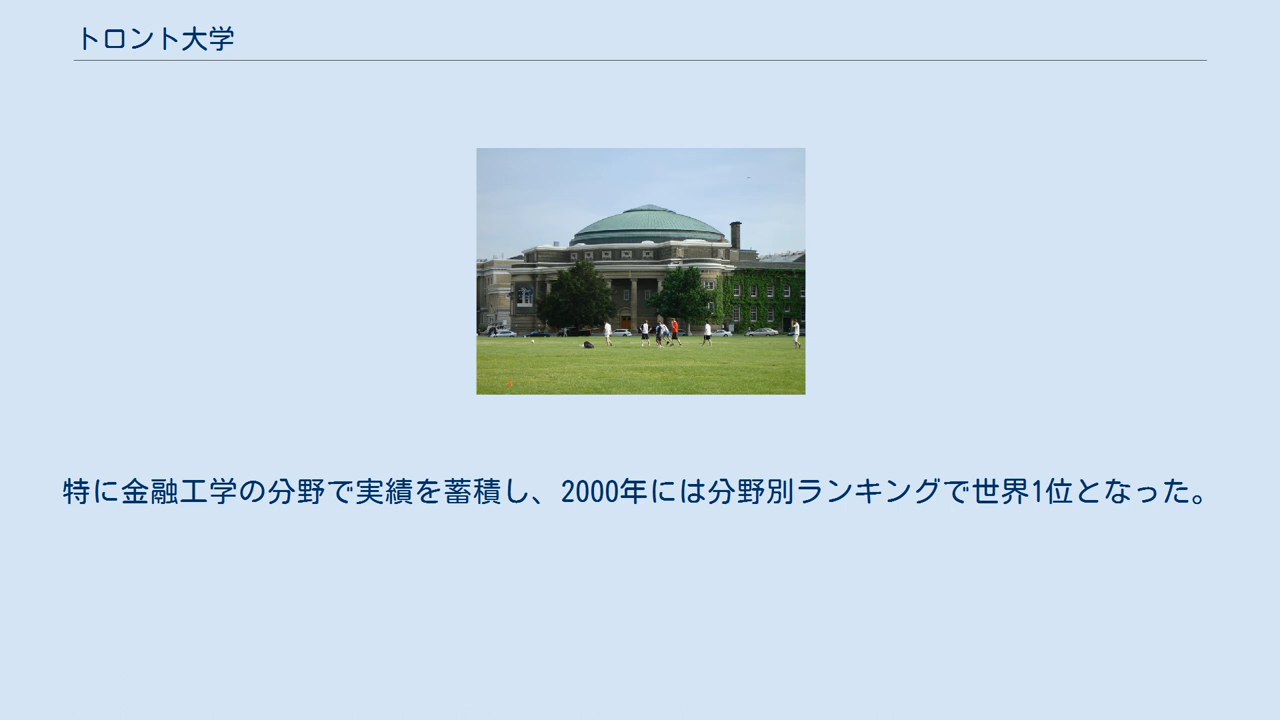 トロント大学
特に金融工学の分野で実績を蓄積し、2000年には分野別ランキングで世界1位となった。